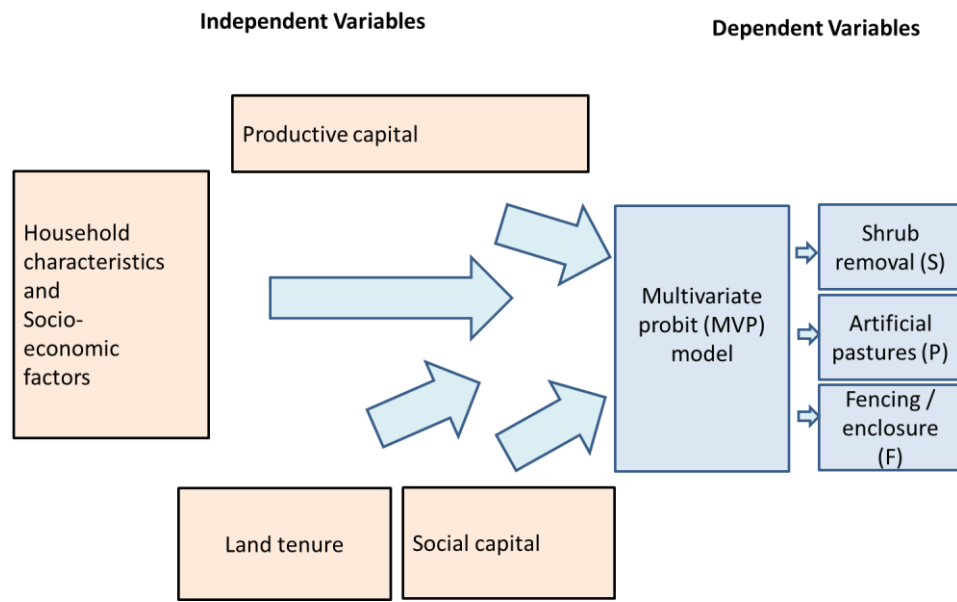 Independent Variables
Dependent Variables
Productive capital
Household
characteristics
and
Socio-
economic
factors
Land tenure
Social capital
Multivariate
probit (MVP)
model
Shrub
removal (S)
Artificial
pastures (P)
Fencing /
enclosure
(F)